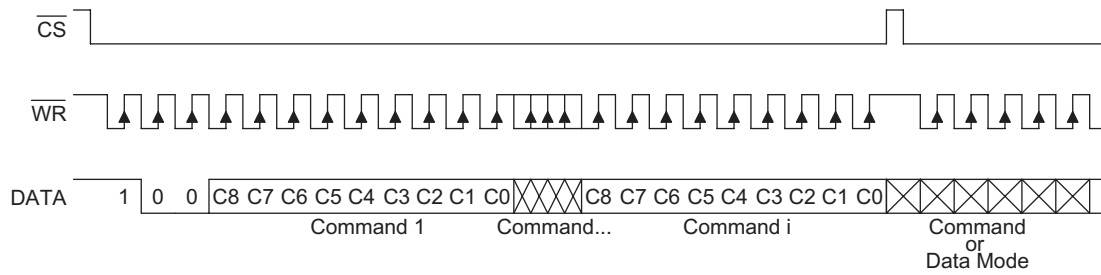 CS
WR
DATA 1 0 0 C8 C7 C6 C5 C4 C3 C2 C1 C0 C8 C7 C6 C5 C4 C3 C2 C1 C0
Command 1 Command... Command i Command
or
Data Mode